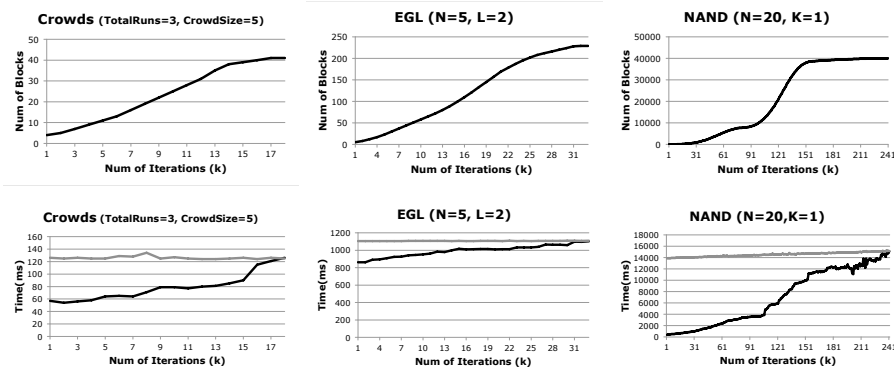 Crowds (TotalRuns=3, CrowdSize=5)
Num of Blocks
50
40
30
20
10
0
1 3 5 7 9 11 13 15 17
Num of Iterations (k)
EGL (N=5, L=2)
Num of Blocks
250
200
150
100
50
0
1 4 7 10 13 16 19 22 25 28 31
Num of Iterations (k)
NAND (N=20, K=1)
Num of Blocks
50000
40000
30000
20000
10000
0
1 31 61 91 121 151 181 211 241
Num of Iterations (k)
Crowds (TotalRuns=3, CrowdSize=5)
Time(ms)
160
140
120
100
80
60
40
20
0
1 3 5 7 9 11 13 15 17
Num of Iterations (k)
EGL (N=5, L=2)
Time(ms)
1200
1000
800
600
400
200
0
1 4 7 10 13 16 19 22 25 28 31
Num of Iterations (k)
NAND (N=20,K=1)
Time(ms)
18000
16000
14000
12000
10000
8000
6000
4000
2000
0
1 31 61 91 121 151 181 211 241
Num of Iterations (k)